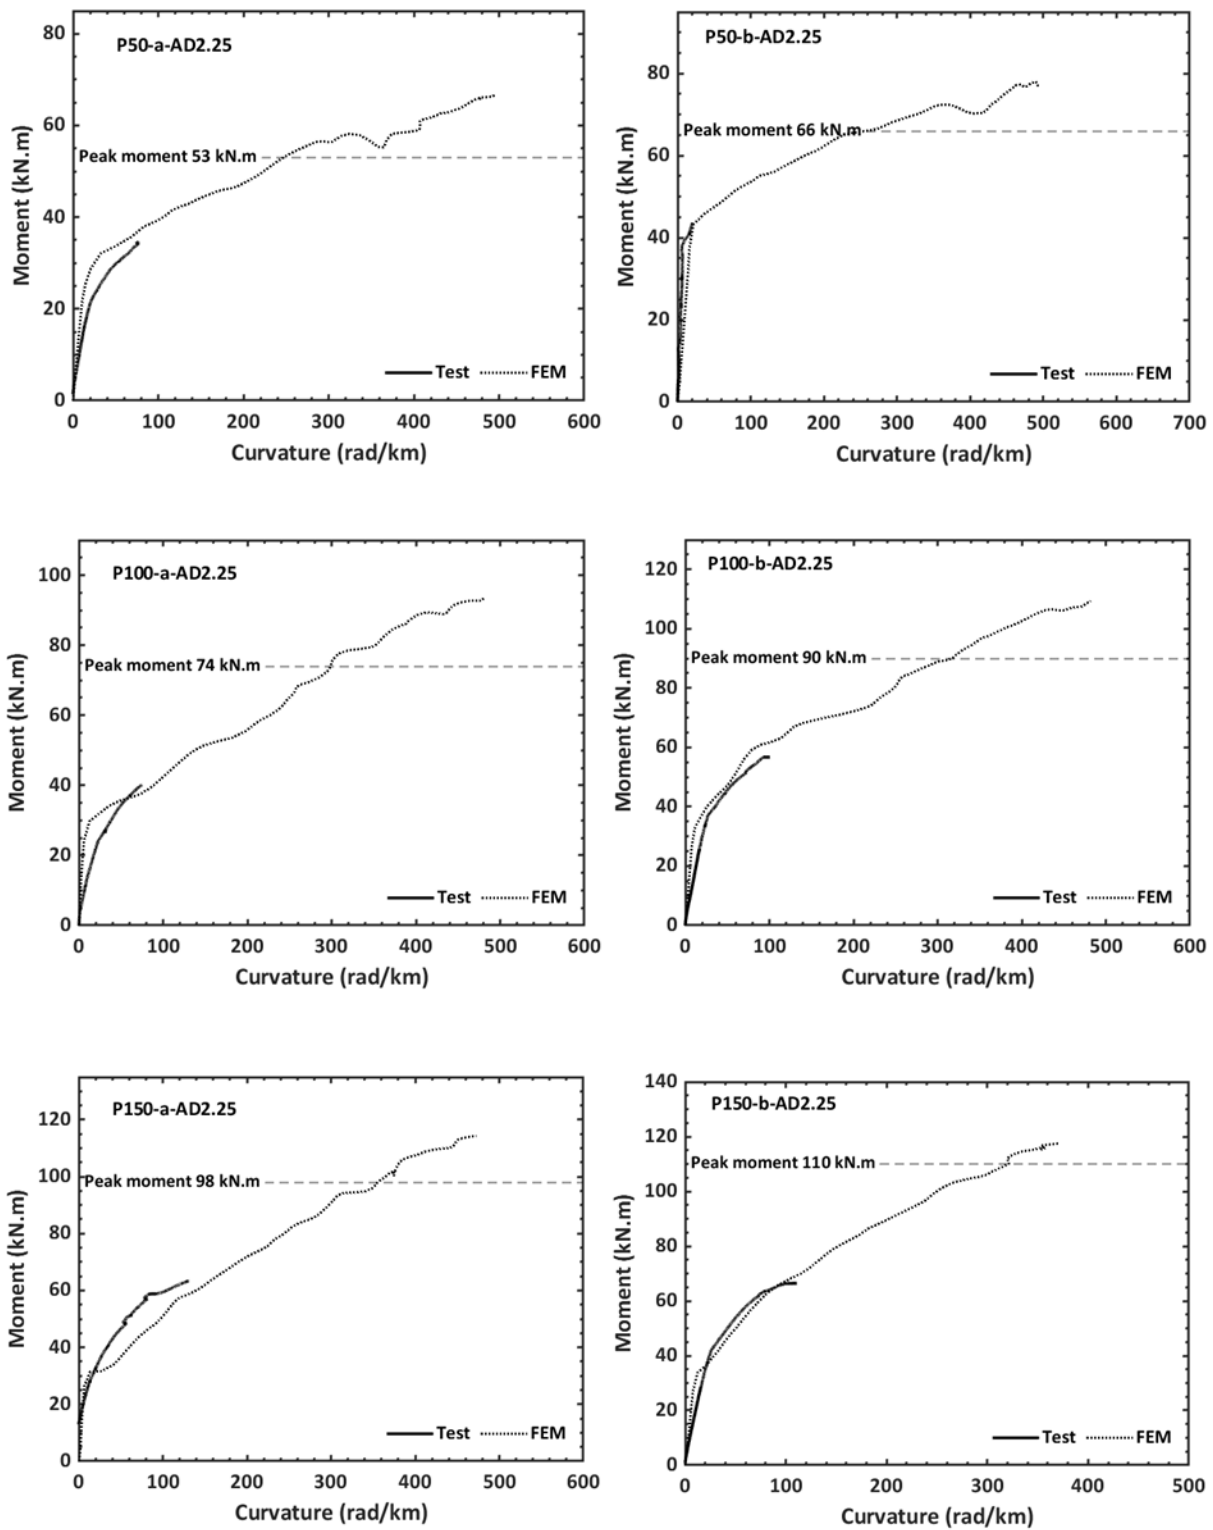 P50-a-AD2.25
80
60
40
20
0
Moment (kN.m)
Peak moment 53 kN.m
Test FEM
0 100 200 300 400 500 600
Curvature (rad/km)
P50-b-AD2.25
80
60
40
20
0
Moment (kN.m)
Peak moment 66 kN.m
Test FEM
0 100 200 300 400 500 600 700
Curvature (rad/km)
P100-a-AD2.25
100
80
60
40
20
0
Moment (kN.m)
Peak moment 74 kN.m
Test FEM
0 100 200 300 400 500 600
Curvature (rad/km)
P100-b-AD2.25
120
100
80
60
40
20
0
Moment (kN.m)
Peak moment 90 kN.m
Test FEM
0 100 200 300 400 500 600
Curvature (rad/km)
P150-a-AD2.25
120
100
80
60
40
20
0
Moment (kN.m)
Peak moment 98 kN.m
Test FEM
0 100 200 300 400 500 600
Curvature (rad/km)
P150-b-AD2.25
140
120
100
80
60
40
20
0
Moment (kN.m)
Peak moment 110 kN.m
Test FEM
0 100 200 300 400 500
Curvature (rad/km)